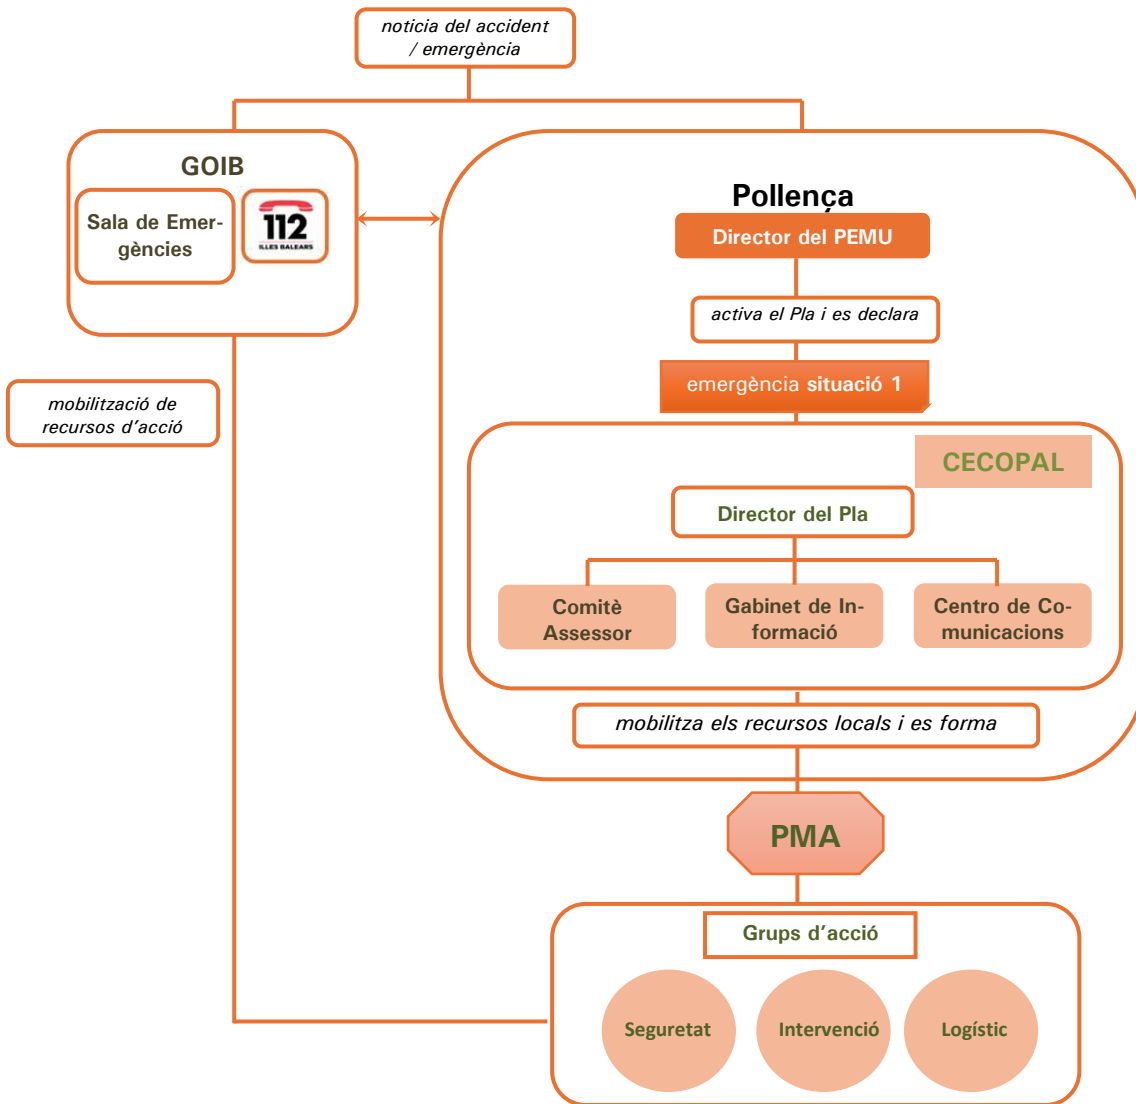 noticia del accident
/ emergència
GOIB
Sala de Emer-
gències
112
ILLES BALEARS
Pollença
Director del PEMU
activa el Pla i es declara
emergència situació 1
mobilització de
recursos d'acció
CECOPAL
Director del Pla
Comitè
Assessor
Gabinet de In-
formació
Centro de Co-
municacions
mobilitza els recursos locals i es forma
PMA
Grups d'acció
Seguretat
Intervenció
Logístic